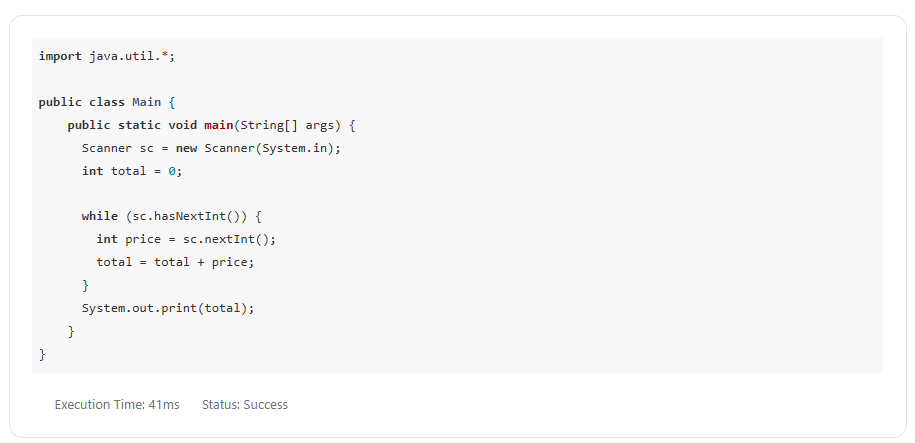 import java.util.*;

public class Main {
    public static void main(String[] args) {
      Scanner sc = new Scanner(System.in);
      int total = 0;

      while (sc.hasNextInt()) {
        int price = sc.nextInt();
        total = total + price;
      }
      System.out.print(total);
    }
}
Execution Time: 41ms Status: Success